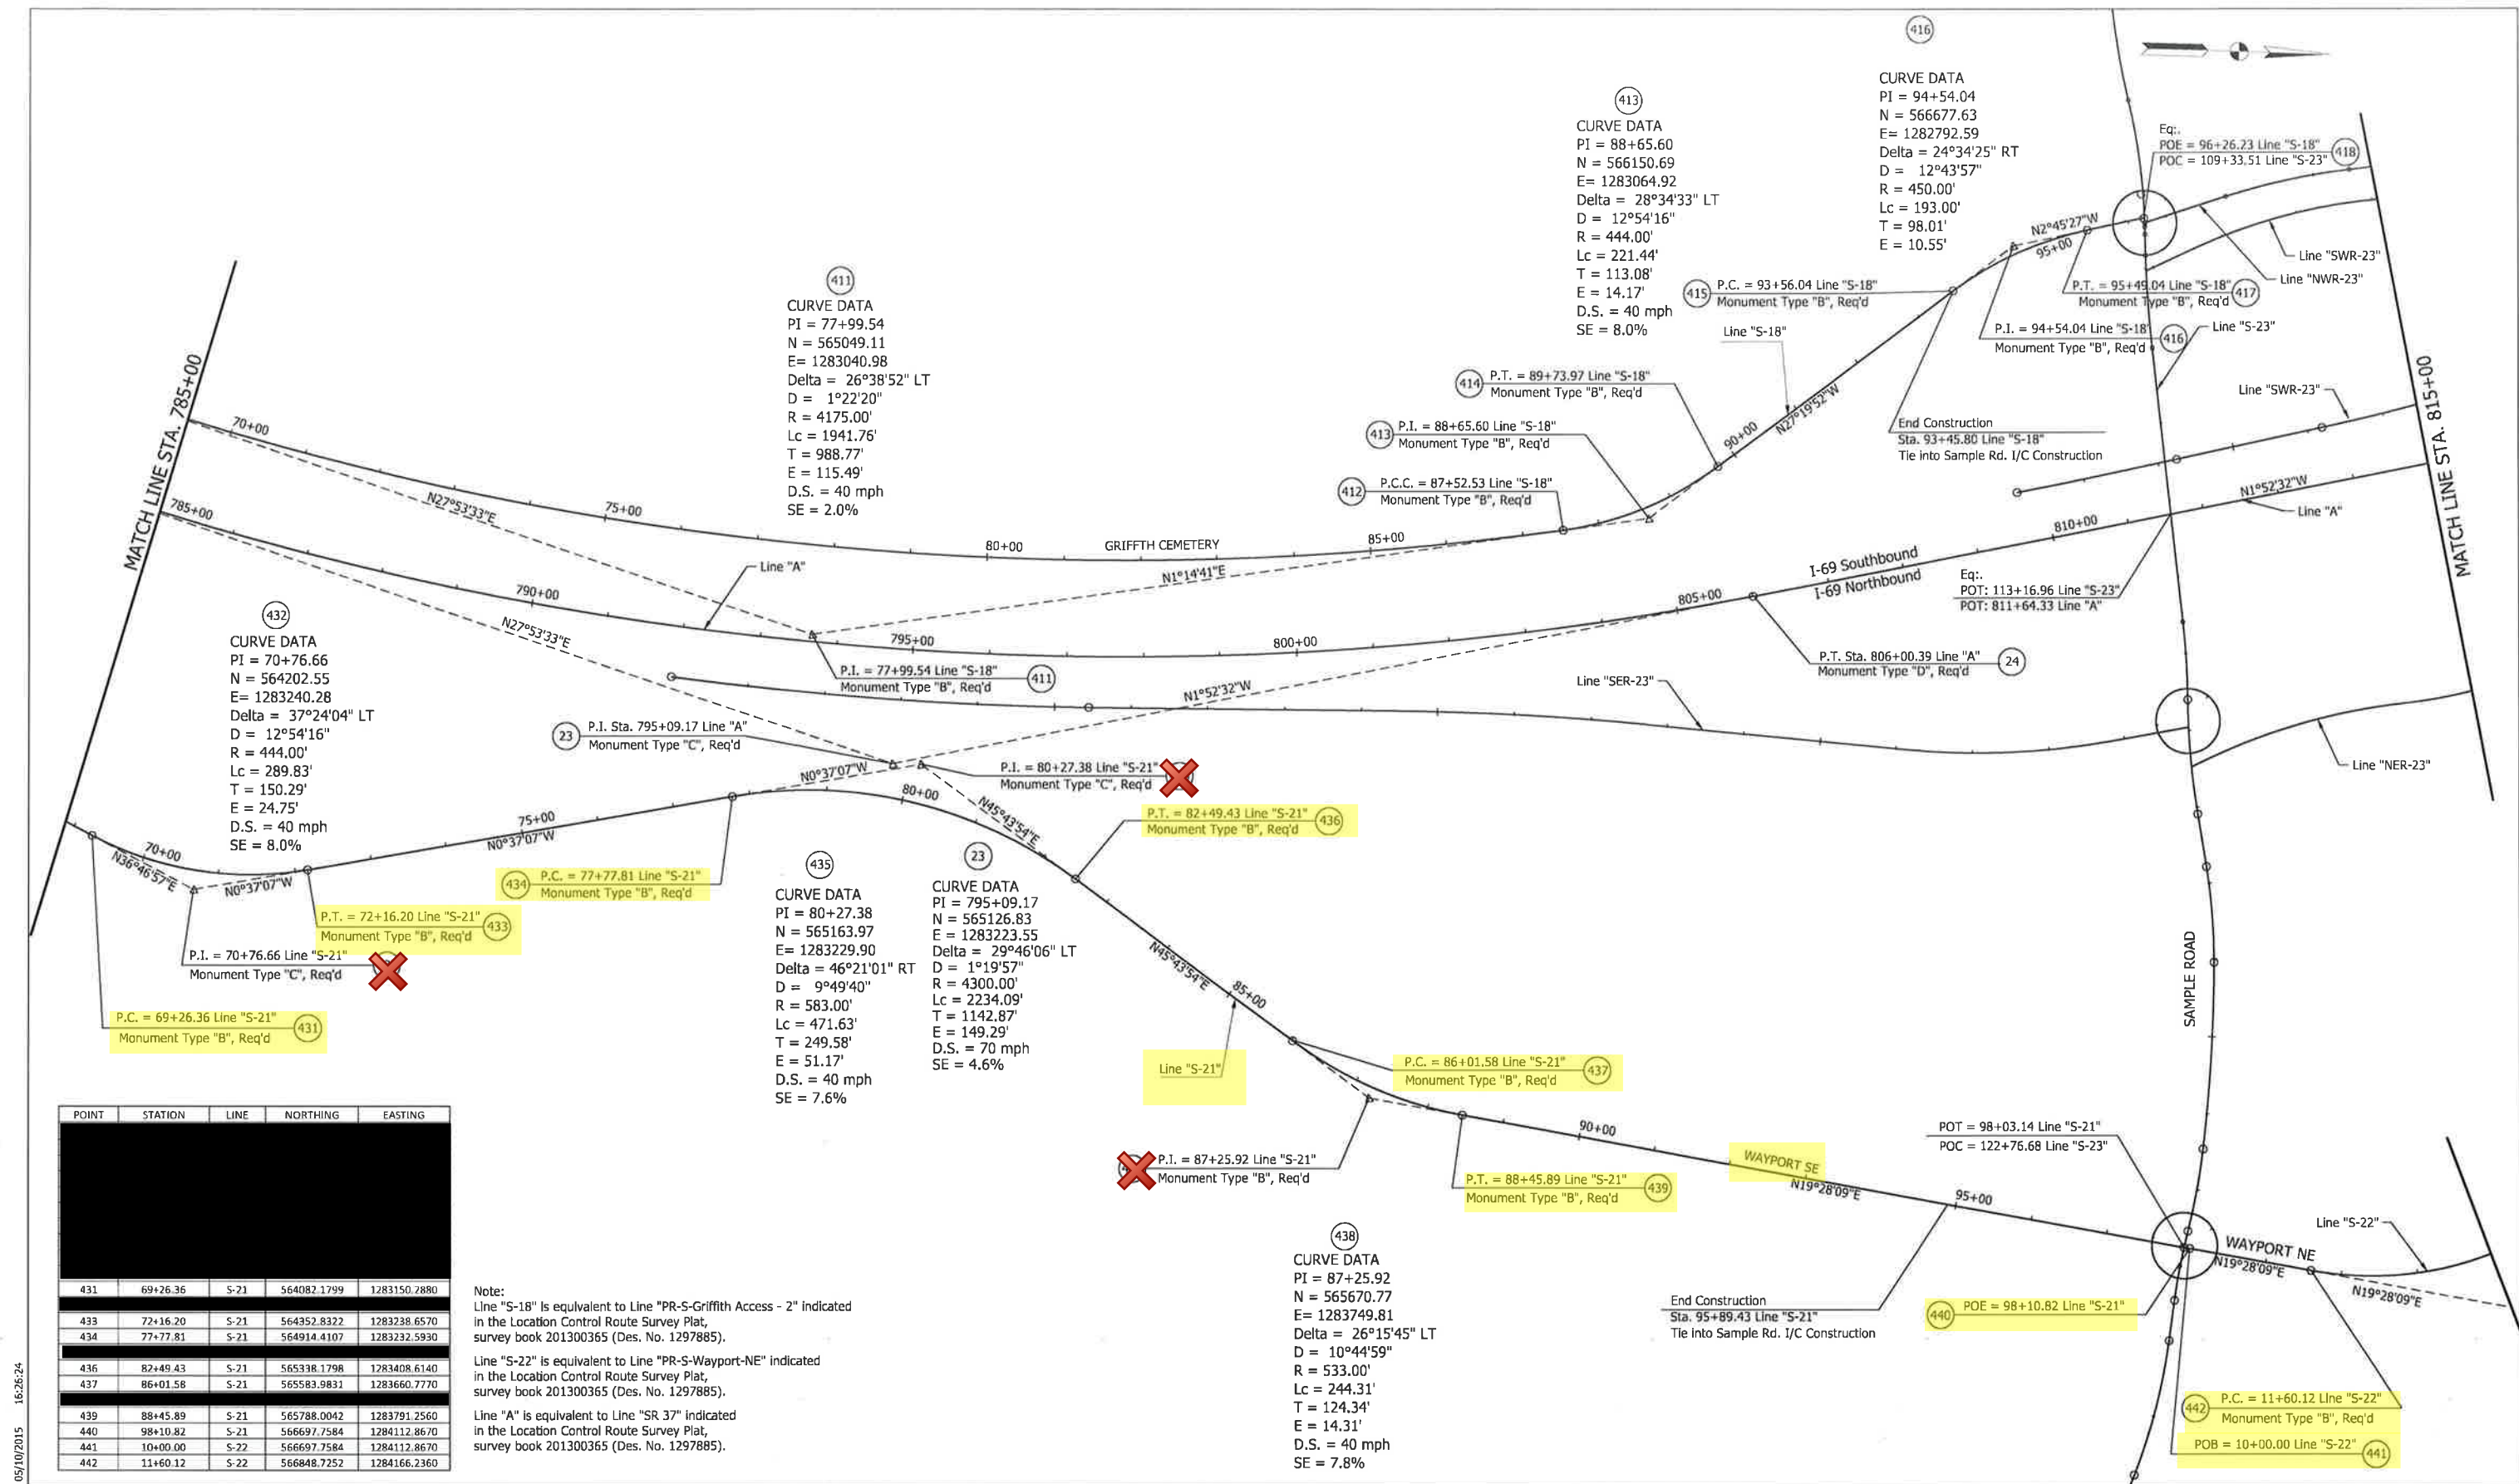 416
CURVE DATA
PI = 94+54.04
N = 566677.63
E= 1282792.59
Delta = 24°34'25" RT
D = 12°43'57"
R = 450.00'
Lc = 193.00'
T = 98.01'
E = 10.55'
413
CURVE DATA
PI = 88+65.60
N = 566150.69
E= 1283064.92
Delta = 28°34'33" LT
D = 12°54'16"
R = 444.00'
Lc = 221.44'
T = 113.08'
E = 14.17'
D.S. = 40 mph
SE = 8.0%
Eq:.
POE = 96+26.23 Line "S-18"
POC = 109+33.51 Line "S-23"
418
N2°45'27"W
95+00
Line "SWR-23"
Line "NWR-23"
P.T. = 95+49.04 Line "S-18"
Monument Type "B", Req'd
417
P.I. = 94+54.04 Line "S-18"
Monument Type "B", Req'd
416
Line "S-23"
415
P.C. = 93+56.04 Line "S-18"
Monument Type "B", Req'd
Line "S-18"
411
CURVE DATA
PI = 77+99.54
N = 565049.11
E= 1283040.98
Delta = 26°38'52" LT
D = 1°22'20"
R = 4175.00'
Lc = 1941.76'
T = 988.77'
E = 115.49'
D.S. = 40 mph
SE = 2.0%
414
P.T. = 89+73.97 Line "S-18"
Monument Type "B", Req'd
413
P.I. = 88+65.60 Line "S-18"
Monument Type "B", Req'd
412
P.C.C. = 87+52.53 Line "S-18"
Monument Type "B", Req'd
90+00
N27°19'52"W
End Construction
Sta. 93+45.80 Line "S-18"
Tie into Sample Rd. I/C Construction
Line "SWR-23"
MATCH LINE STA. 815+00
MATCH LINE STA. 785+00
70+00
N27°53'33"E
75+00
80+00
GRIFFTH CEMETERY
85+00
N1°14'41"E
785+00
N27°53'33"E
790+00
Line "A"
795+00
800+00
805+00
I-69 Southbound
I-69 Northbound
810+00
N1°52'32"W
Line "A"
Eq:.
POT: 113+16.96 Line "S-23"
POT: 811+64.33 Line "A"
P.T. Sta. 806+00.39 Line "A"
Monument Type "D", Req'd
24
P.I. = 77+99.54 Line "S-18"
Monument Type "B", Req'd
411
N1°52'32"W
Line "SER-23"
23
P.I. Sta. 795+09.17 Line "A"
Monument Type "C", Req'd
P.I. = 80+27.38 Line "S-21"
Monument Type "C", Req'd
Line "NER-23"
432
CURVE DATA
PI = 70+76.66
N = 564202.55
E= 1283240.28
Delta = 37°24'04" LT
D = 12°54'16"
R = 444.00'
Lc = 289.83'
T = 150.29'
E = 24.75'
D.S. = 40 mph
SE = 8.0%
N0°37'07"W
80+00
N45°43'54"E
P.T. = 82+49.43 Line "S-21"
Monument Type "B", Req'd
436
70+00
N36°46'57"E
N0°37'07"W
75+00
N0°37'07"W
434
P.C. = 77+77.81 Line "S-21"
Monument Type "B", Req'd
P.T. = 72+16.20 Line "S-21"
Monument Type "B", Req'd
433
P.I. = 70+76.66 Line "S-21"
Monument Type "C", Req'd
P.C. = 69+26.36 Line "S-21"
Monument Type "B", Req'd
431
435
CURVE DATA
PI = 80+27.38
N = 565163.97
E= 1283229.90
Delta = 46°21'01" RT
D = 9°49'40"
R = 583.00'
Lc = 471.63'
T = 249.58'
E = 51.17'
D.S. = 40 mph
SE = 7.6%
23
CURVE DATA
PI = 795+09.17
N = 565126.83
E = 1283223.55
Delta = 29°46'06" LT
D = 1°19'57"
R = 4300.00'
Lc = 2234.09'
T = 1142.87'
E = 149.29'
D.S. = 70 mph
SE = 4.6%
N45°43'54"E
85+00
Line "S-21"
P.C. = 86+01.58 Line "S-21"
Monument Type "B", Req'd
437
P.I. = 87+25.92 Line "S-21"
Monument Type "B", Req'd
P.T. = 88+45.89 Line "S-21"
Monument Type "B", Req'd
439
90+00
WAYPORT SE
N19°28'09"E
95+00
SAMPLE ROAD
POT = 98+03.14 Line "S-21"
POC = 122+76.68 Line "S-23"
438
CURVE DATA
PI = 87+25.92
N = 565670.77
E= 1283749.81
Delta = 26°15'45" LT
D = 10°44'59"
R = 533.00'
Lc = 244.31'
T = 124.34'
E = 14.31'
D.S. = 40 mph
SE = 7.8%
End Construction
Sta. 95+89.43 Line "S-21"
Tie into Sample Rd. I/C Construction
Line "S-22"
WAYPORT NE
N19°28'09"E
N19°28'09"E
440
POE = 98+10.82 Line "S-21"
442
P.C. = 11+60.12 Line "S-22"
Monument Type "B", Req'd
POB = 10+00.00 Line "S-22"
441
POINT STATION LINE NORTHING EASTING
431 69+26.36 S-21 564082.1799 1283150.2880
433 72+16.20 S-21 564352.8322 1283238.6570
434 77+77.81 S-21 564914.4107 1283232.5930
436 82+49.43 S-21 565338.1798 1283408.6140
437 86+01.58 S-21 565583.9831 1283660.7770
439 88+45.89 S-21 565788.0042 1283791.2560
440 98+10.82 S-21 566697.7584 1284112.8670
441 10+00.00 S-22 566697.7584 1284112.8670
442 11+60.12 S-22 566848.7252 1284166.2360
Note:
Line "S-18" is equivalent to Line "PR-S-Griffith Access - 2" indicated
in the Location Control Route Survey Plat,
survey book 201300365 (Des. No. 1297885).
Line "S-22" is equivalent to Line "PR-S-Wayport-NE" indicated
in the Location Control Route Survey Plat,
survey book 201300365 (Des. No. 1297885).
Line "A" is equivalent to Line "SR 37" indicated
in the Location Control Route Survey Plat,
survey book 201300365 (Des. No. 1297885).
05/10/2015 16:26:24